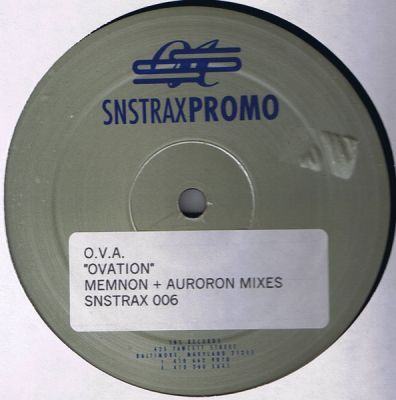 SNSTRAXPROMO
O.V.A.
"OVATION"
MEMNON + AURORON MIXES
SNSTRAX 006
SNS RECORDS
BALTIMORE, MARYLAND